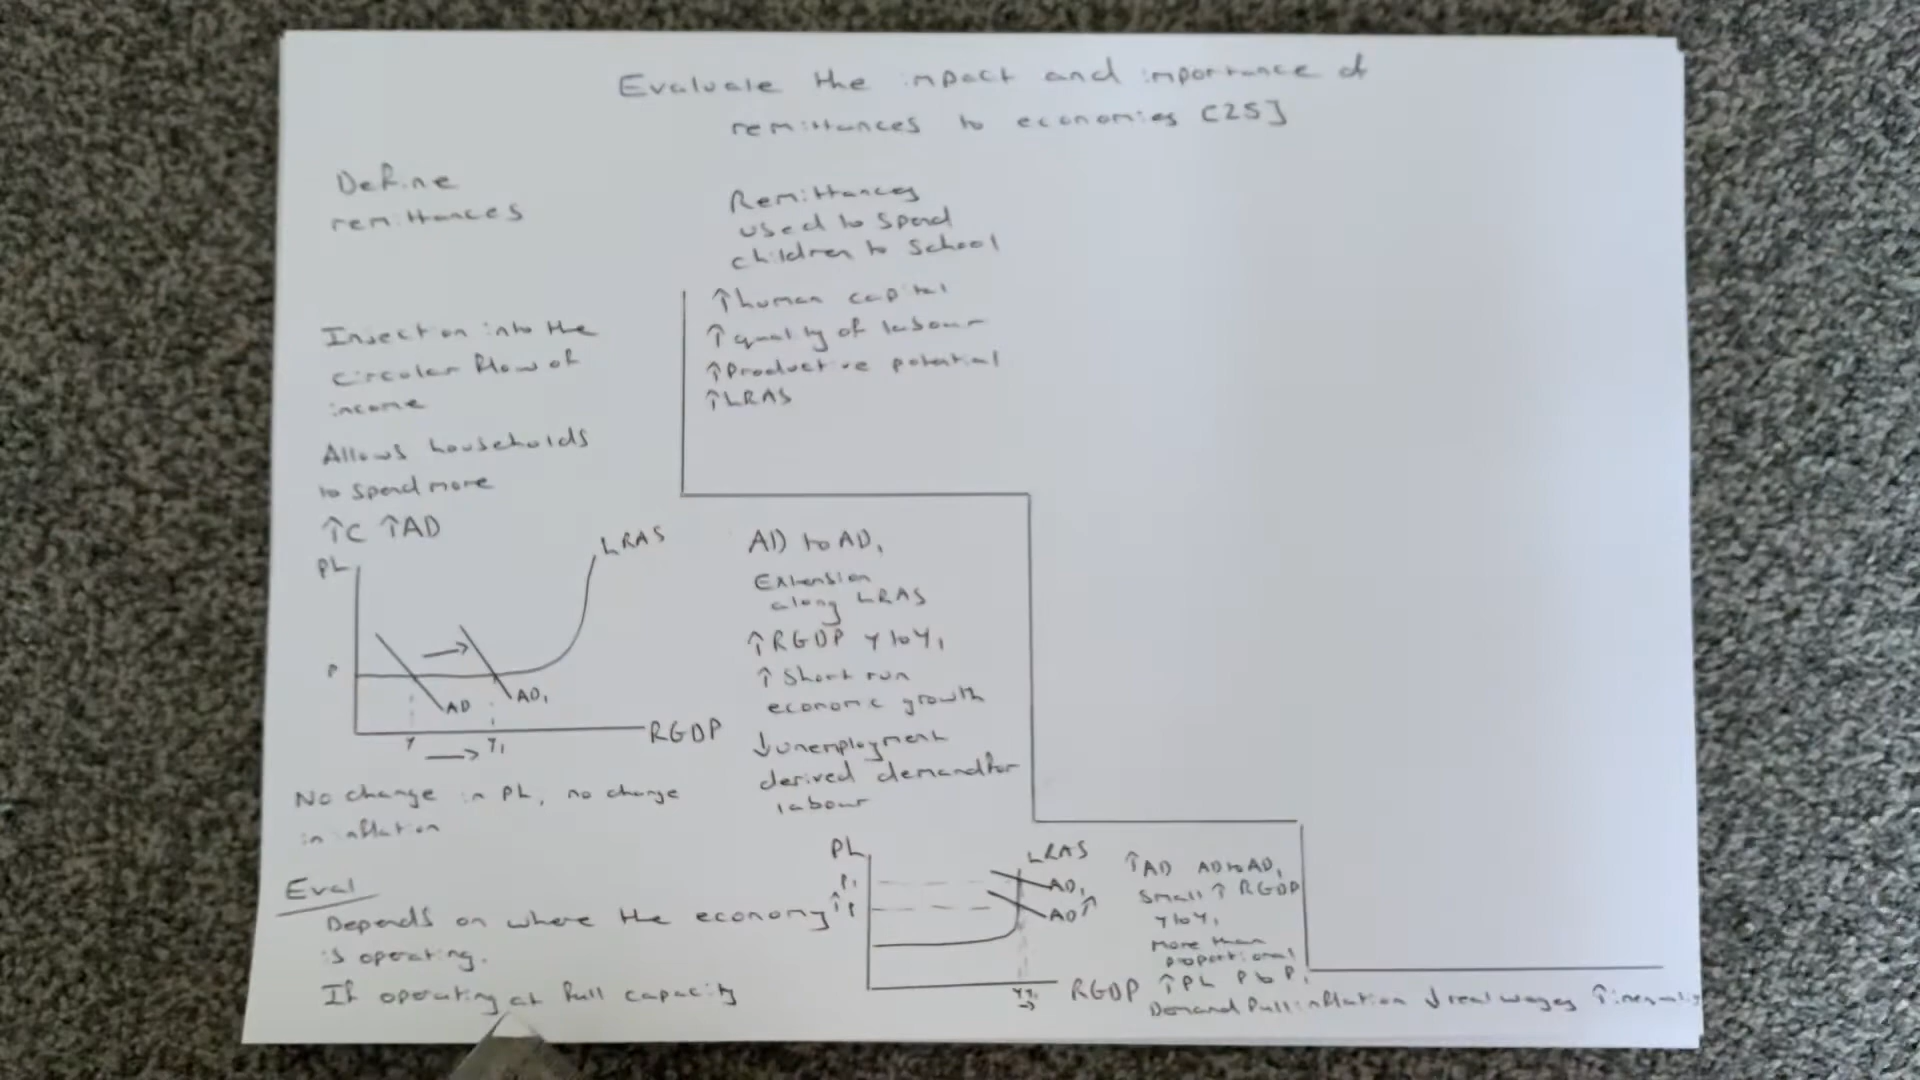 Evaluate the impact and importance of
remittances to economies [25]
Define
remittances
Injection into the
circular flow of
income
Allows households
to spend more
↑C ↑AD
PL
LRAS
P
AD
AD₁
Y → Y₁
RGDP
No change in PL, no change
in inflation
Eval
Depends on where the economy
is operating.
If operating at full capacity
Remittances
used to spend
children to school
↑human capital
↑quality of labour
↑Productive potential
↑LRAS
AD to AD₁
Extension
along LRAS
↑RGDP Y to Y₁
↑Short run
economic growth
↓unemployment
derived demand for
labour
PL
LRAS
P₁
↑P
AD₁
AD↑
YY₁
→
RGDP
↑AD AD to AD₁
Small ↑ RGDP
Y to Y₁
more than
proportional
↑PL P to P₁
Demand Pull inflation ↓real wages ↑inequality